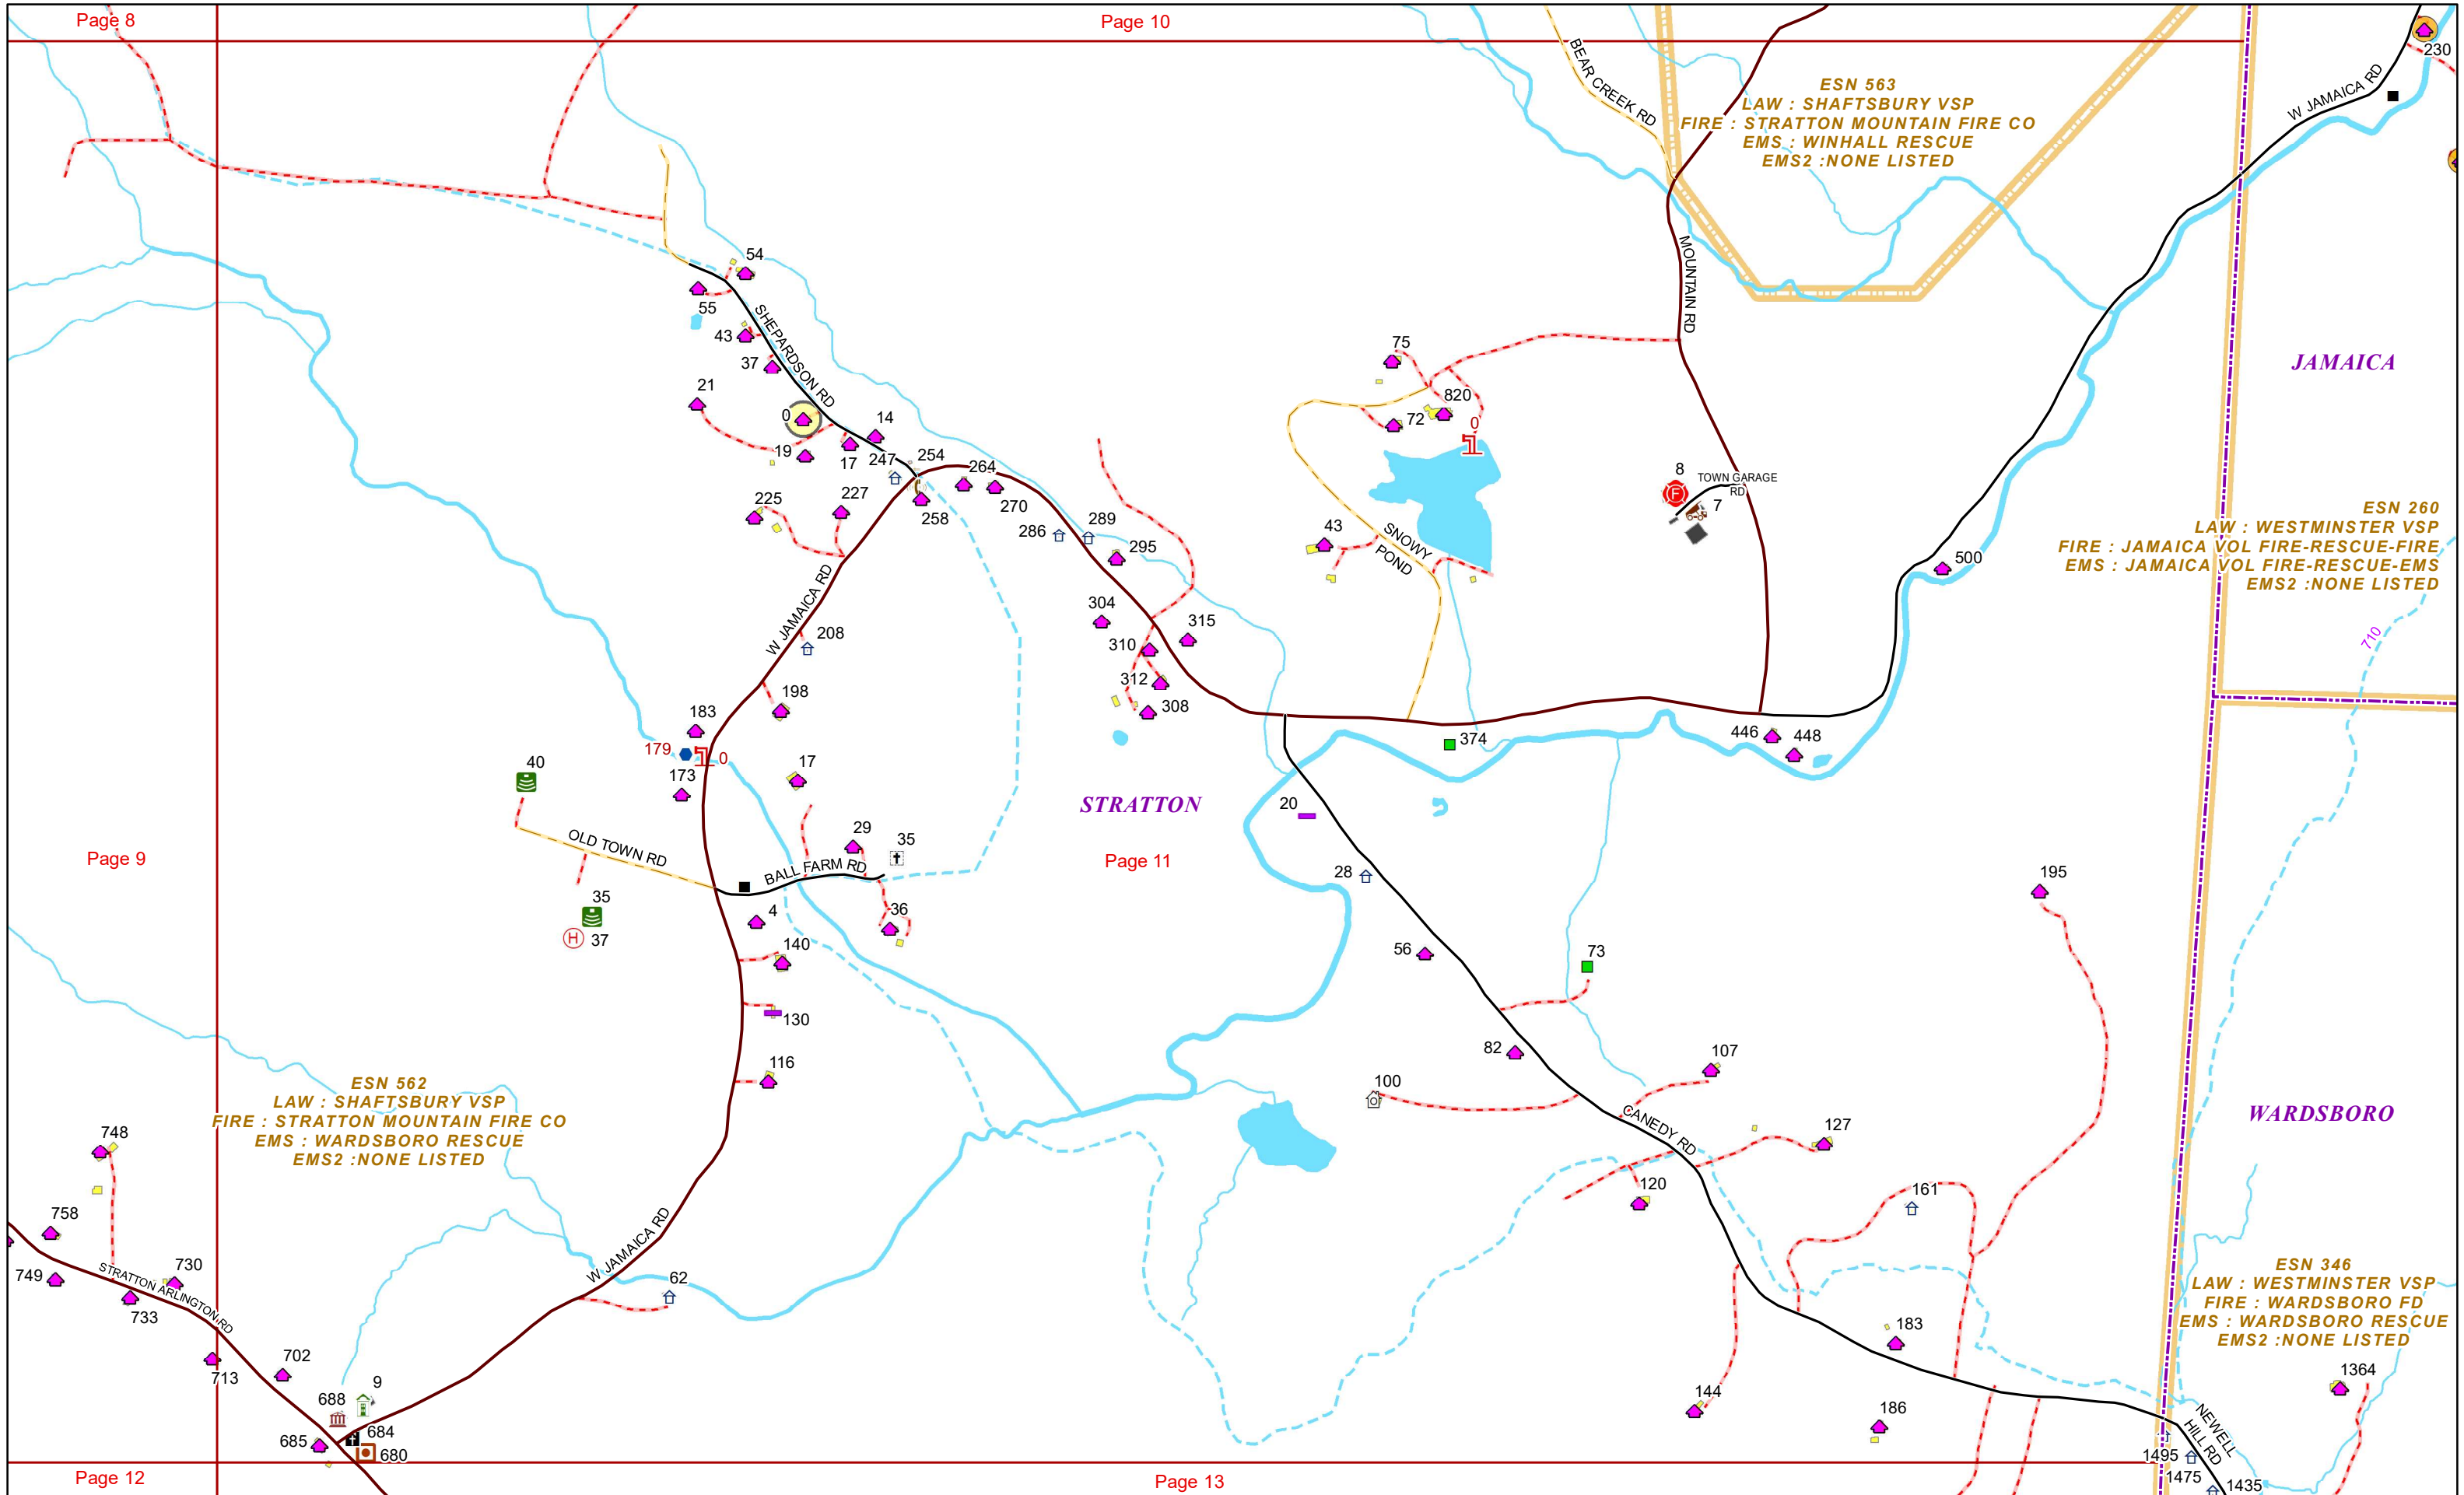 Page 8
Page 10
230
W JAMAICA RD
BEAR CREEK RD
ESN 563
LAW : SHAFTSBURY VSP
FIRE : STRATTON MOUNTAIN FIRE CO
EMS : WINHALL RESCUE
EMS2 :NONE LISTED
54
55
43
37
SHEPARDSON RD
MOUNTAIN RD
JAMAICA
75
820
72
0
21
0
14
19
17
247
254
264
270
258
225
227
8
TOWN GARAGE
RD
7
286
289
295
43
SNOWY
POND
ESN 260
LAW : WESTMINSTER VSP
FIRE : JAMAICA VOL FIRE-RESCUE-FIRE
EMS : JAMAICA VOL FIRE-RESCUE-EMS
EMS2 :NONE LISTED
500
710
W JAMAICA RD
208
304
315
310
312
308
198
183
179
0
173
17
40
374
446
448
STRATTON
20
OLD TOWN RD
29
35
BALL FARM RD
Page 9
Page 11
28
195
35
37
4
36
140
56
73
130
116
82
107
100
CANEDY RD
127
120
161
WARDSBORO
ESN 562
LAW : SHAFTSBURY VSP
FIRE : STRATTON MOUNTAIN FIRE CO
EMS : WARDSBORO RESCUE
EMS2 :NONE LISTED
748
758
749
730
733
STRATTON ARLINGTON RD
W JAMAICA RD
62
ESN 346
LAW : WESTMINSTER VSP
FIRE : WARDSBORO FD
EMS : WARDSBORO RESCUE
EMS2 :NONE LISTED
183
713
702
1364
144
186
688
9
684
685
680
NEWELL
HILL RD
1495
1475
1435
Page 12
Page 13